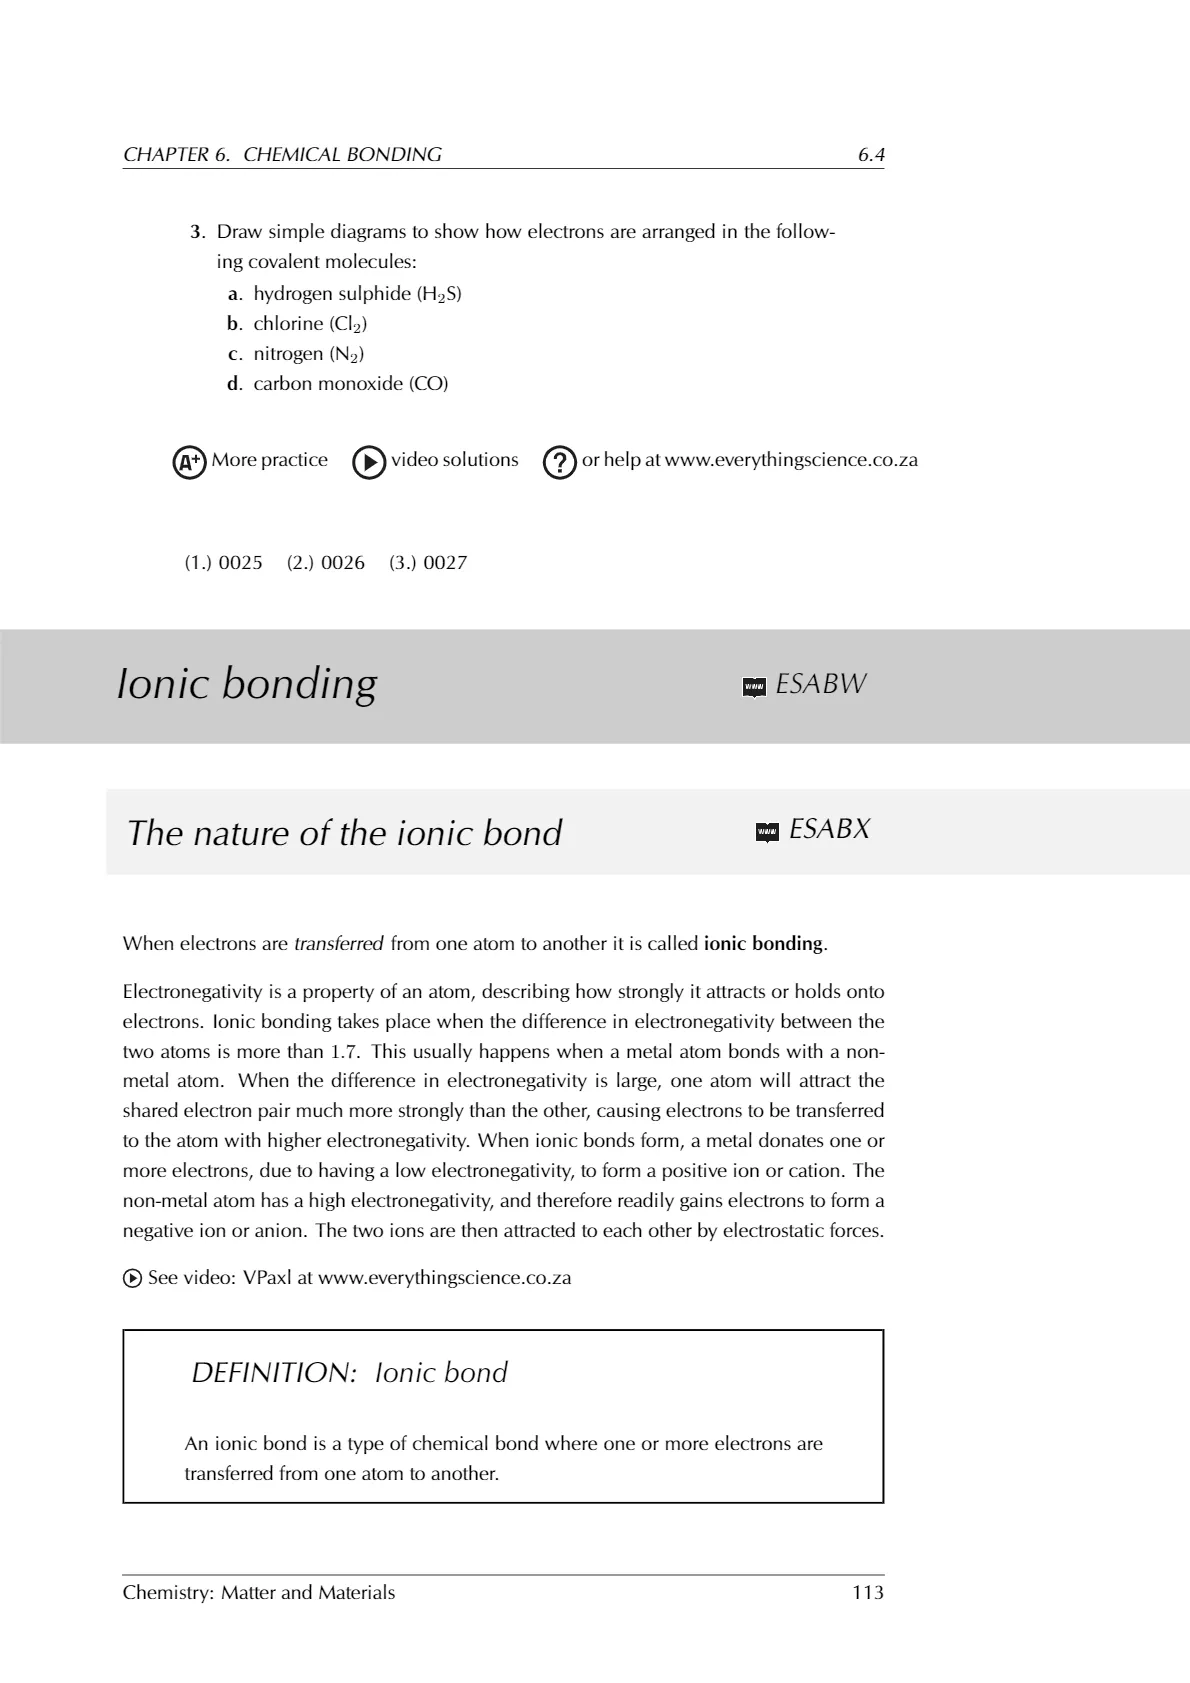 CHAPTER 6. CHEMICAL BONDING 6.4
3. Draw simple diagrams to show how electrons are arranged in the follow-
ing covalent molecules:
a. hydrogen sulphide (H₂S)
b. chlorine (Cl₂)
c. nitrogen (N₂)
d. carbon monoxide (CO)
A+ More practice video solutions ? or help at www.everythingscience.co.za
(1.) 0025 (2.) 0026 (3.) 0027
Ionic bonding www ESABW
The nature of the ionic bond www ESABX
When electrons are transferred from one atom to another it is called ionic bonding.
Electronegativity is a property of an atom, describing how strongly it attracts or holds onto
electrons. Ionic bonding takes place when the difference in electronegativity between the
two atoms is more than 1.7. This usually happens when a metal atom bonds with a non-
metal atom. When the difference in electronegativity is large, one atom will attract the
shared electron pair much more strongly than the other, causing electrons to be transferred
to the atom with higher electronegativity. When ionic bonds form, a metal donates one or
more electrons, due to having a low electronegativity, to form a positive ion or cation. The
non-metal atom has a high electronegativity, and therefore readily gains electrons to form a
negative ion or anion. The two ions are then attracted to each other by electrostatic forces.
See video: VPaxl at www.everythingscience.co.za
DEFINITION: Ionic bond
An ionic bond is a type of chemical bond where one or more electrons are
transferred from one atom to another.
Chemistry: Matter and Materials 113